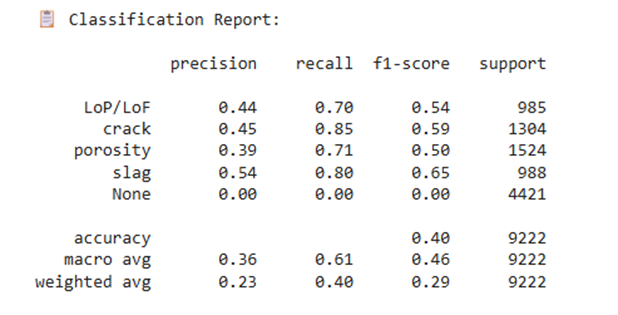 📋 Classification Report:
precision recall f1-score support
LoP/LoF 0.44 0.70 0.54 985
crack 0.45 0.85 0.59 1304
porosity 0.39 0.71 0.50 1524
slag 0.54 0.80 0.65 988
None 0.00 0.00 0.00 4421
accuracy 0.40 9222
macro avg 0.36 0.61 0.46 9222
weighted avg 0.23 0.40 0.29 9222